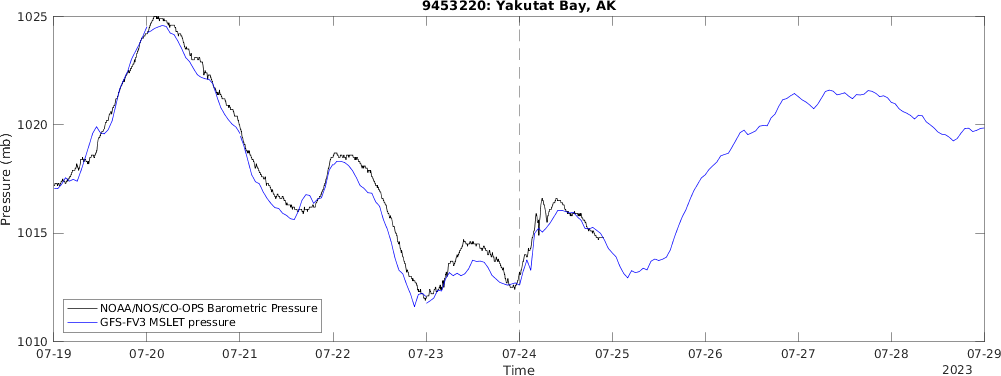 9453220: Yakutat Bay, AK
Pressure (mb)
1025
1020
1015
1010
NOAA/NOS/CO-OPS Barometric Pressure
GFS-FV3 MSLET pressure
07-19 07-20 07-21 07-22 07-23 07-24 07-25 07-26 07-27 07-28 07-29
Time
2023